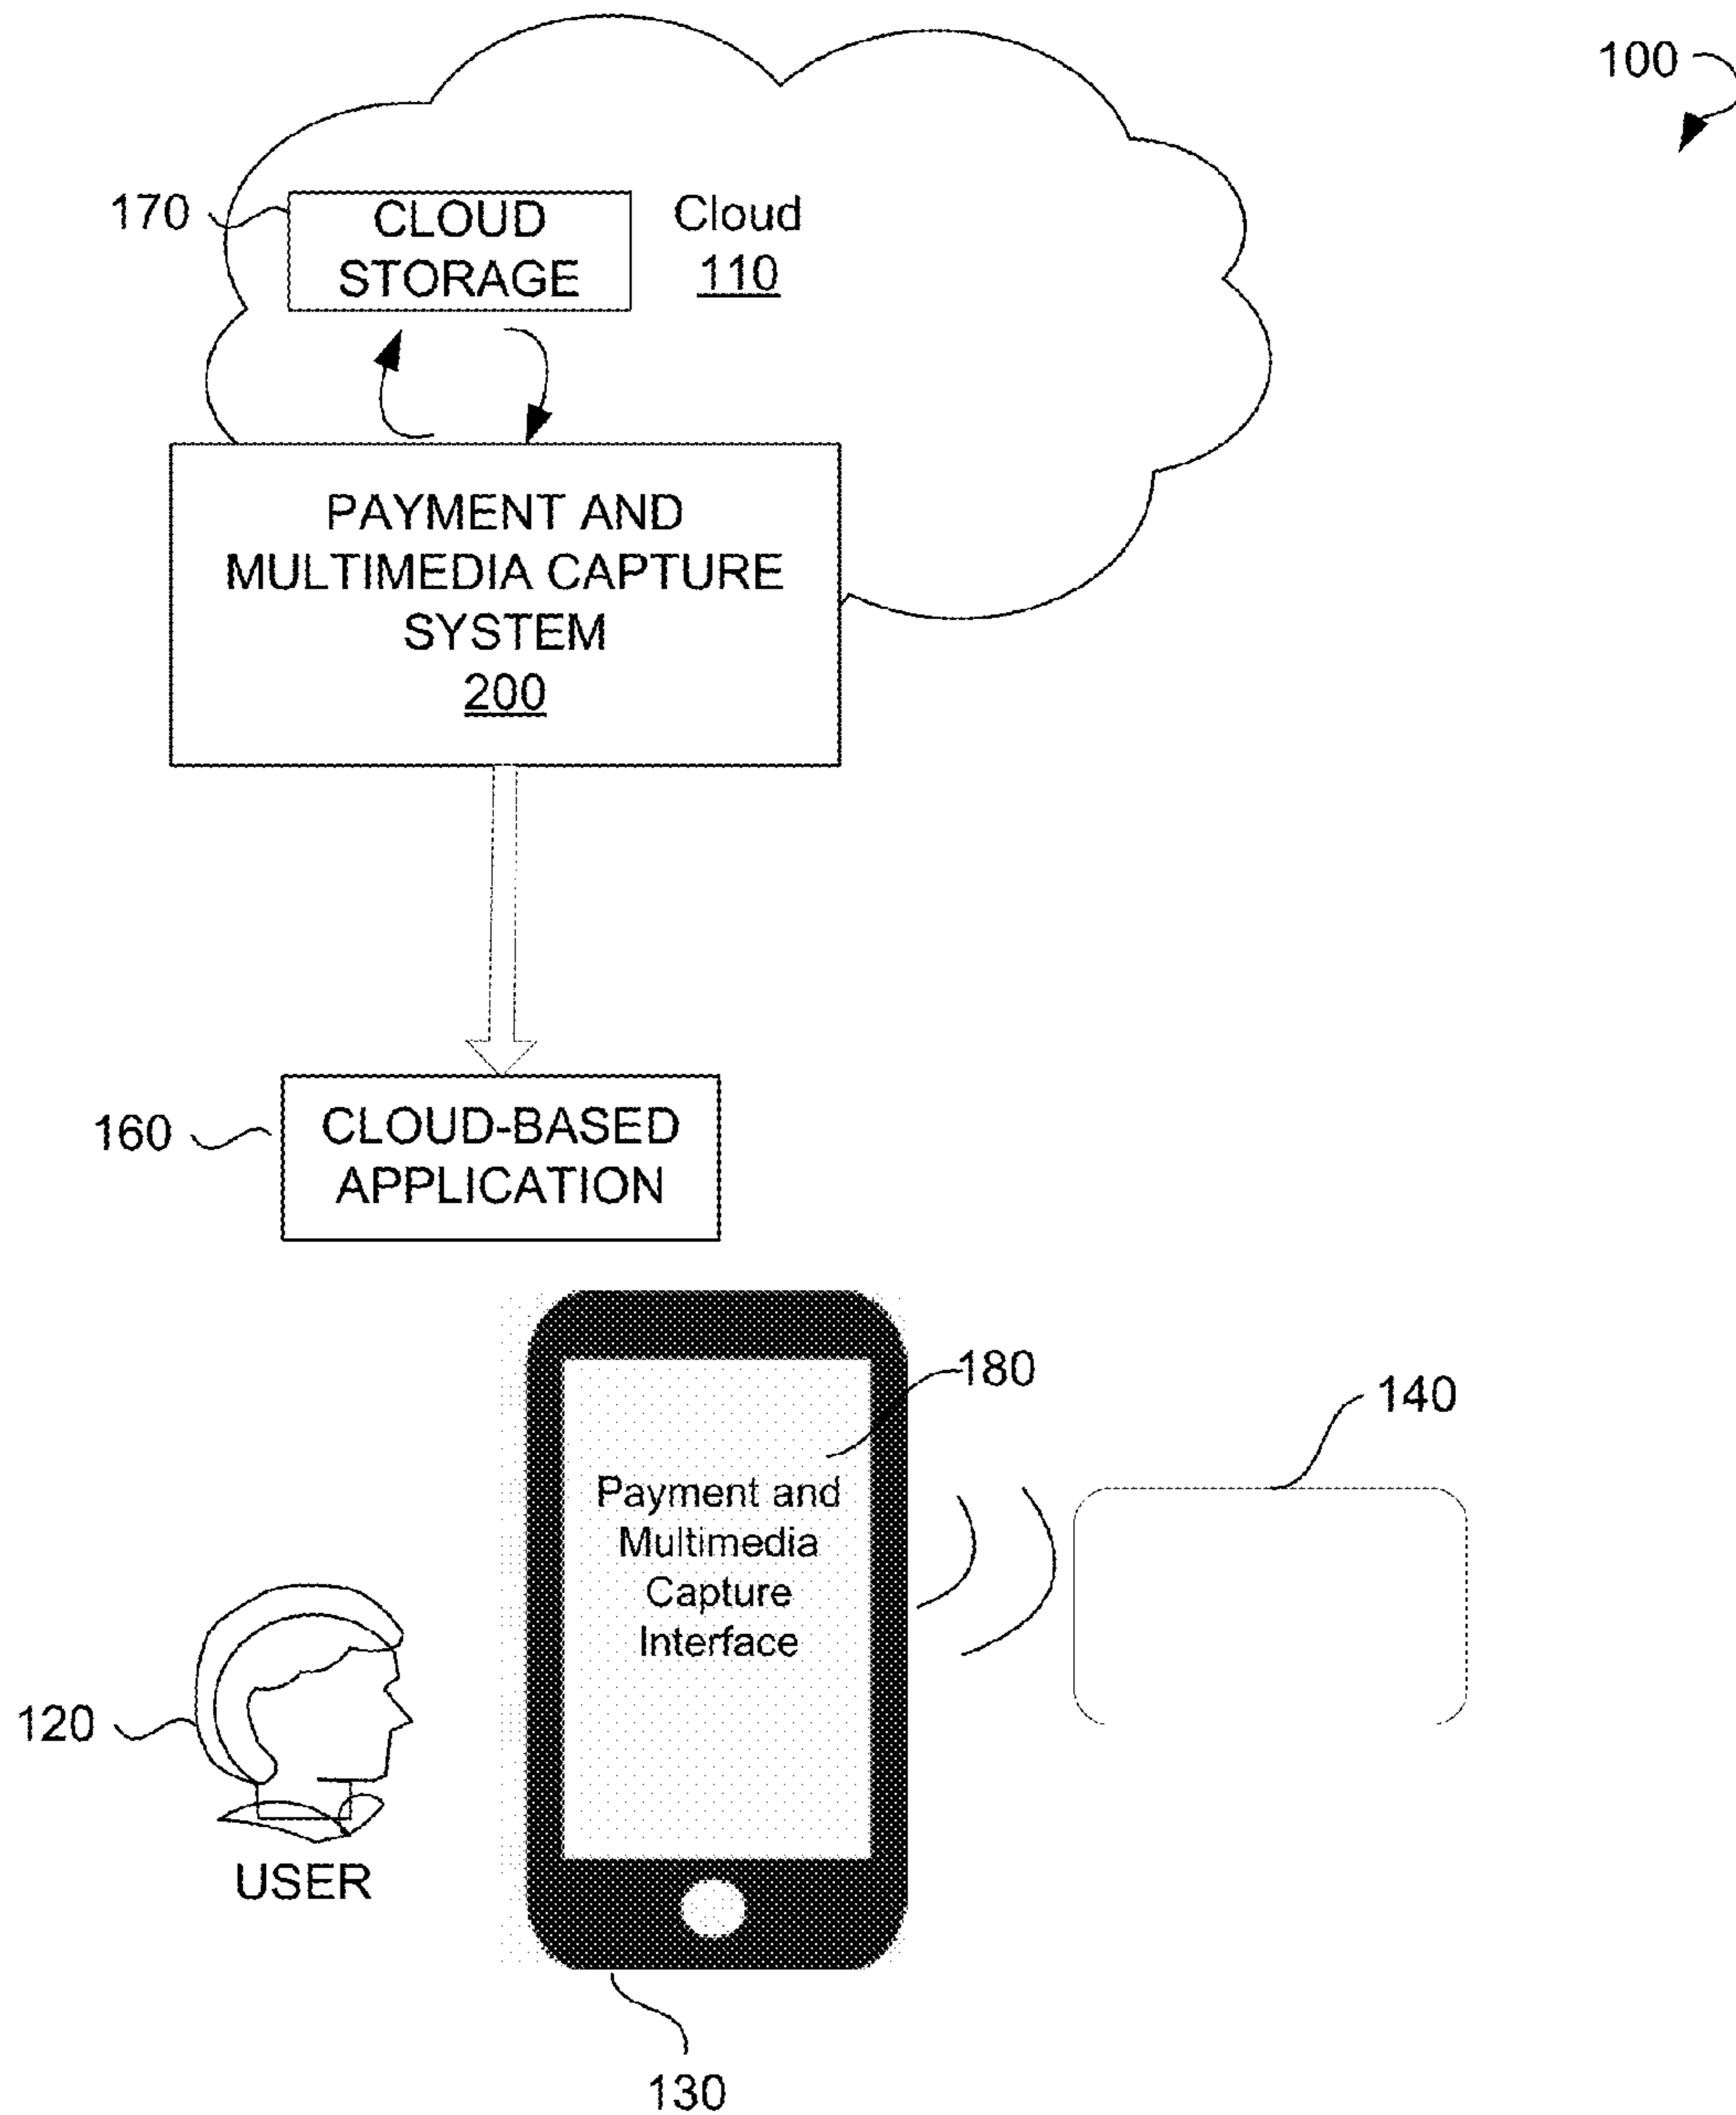 100
170
CLOUD
STORAGE
Cloud
110
PAYMENT AND
MULTIMEDIA CAPTURE
SYSTEM
200
160
CLOUD-BASED
APPLICATION
180
140
Payment and
Multimedia
Capture
Interface
120
USER
130